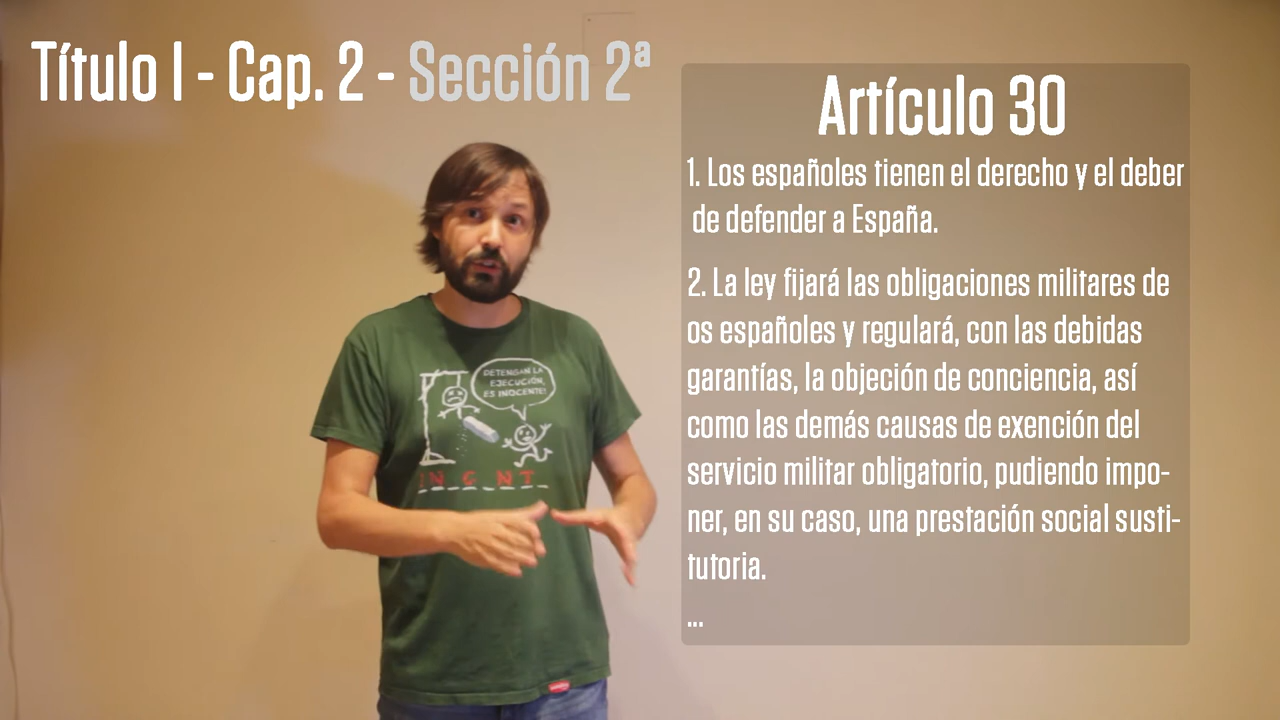 Título I - Cap. 2 - Sección 2ª
Artículo 30
1. Los españoles tienen el derecho y el deber
de defender a España.
2. La ley fijará las obligaciones militares de
os españoles y regulará, con las debidas
garantías, la objeción de conciencia, así
como las demás causas de exención del
servicio militar obligatorio, pudiendo impo-
ner, en su caso, una prestación social susti-
tutoria.
...
DETENGAN LA
EJECUCIÓN,
ES INOCENTE!
IN_C_NT_